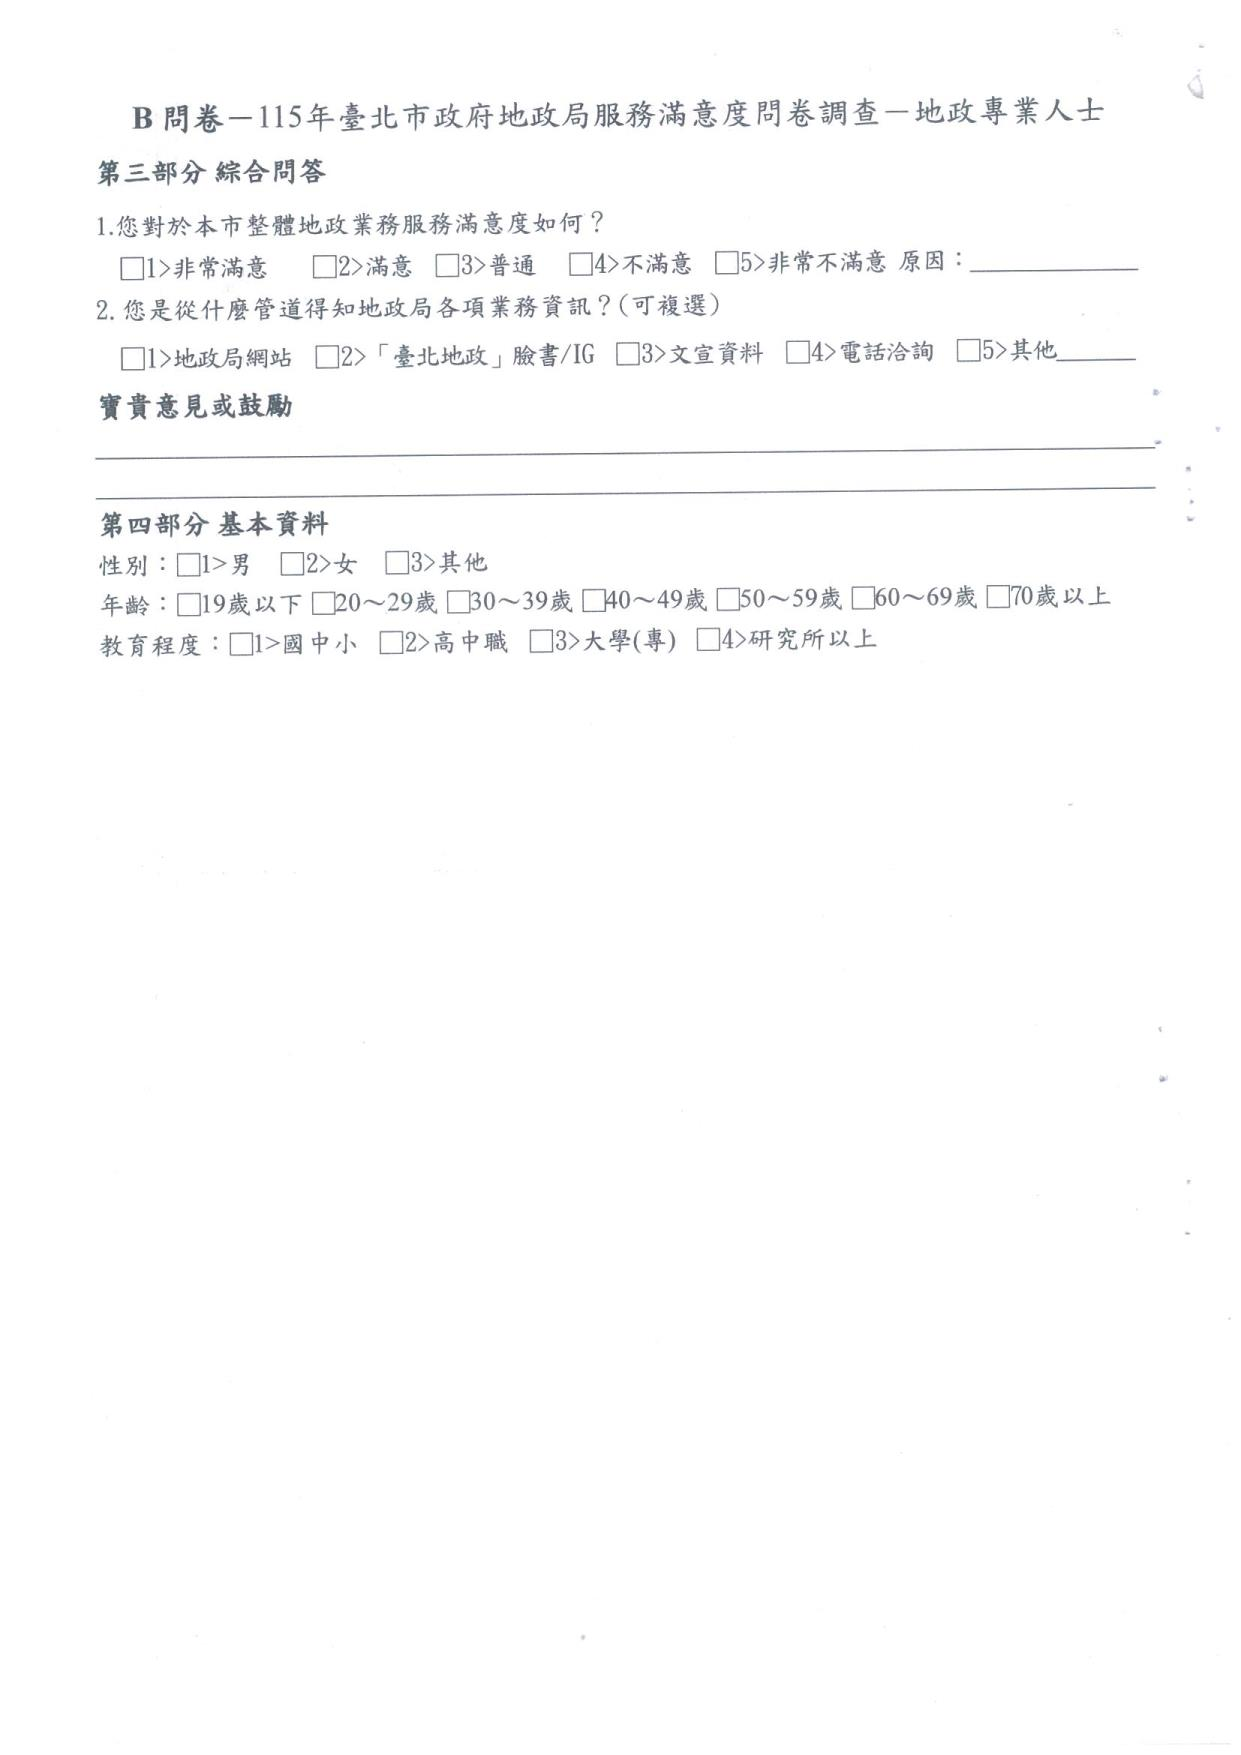 B 問卷－115年臺北市政府地政局服務滿意度問卷調查－地政專業人士
第三部分 綜合問答
1.您對於本市整體地政業務服務滿意度如何？
□1>非常滿意 □2>滿意 □3>普通 □4>不滿意 □5>非常不滿意 原因：＿＿＿＿＿＿
2. 您是從什麼管道得知地政局各項業務資訊？(可複選)
□1>地政局網站 □2>「臺北地政」臉書/IG □3>文宣資料 □4>電話洽詢 □5>其他＿＿＿
寶貴意見或鼓勵
第四部分 基本資料
性別：□1>男 □2>女 □3>其他
年齡：□19歲以下 □20～29歲 □30～39歲 □40～49歲 □50～59歲 □60～69歲 □70歲以上
教育程度：□1>國中小 □2>高中職 □3>大學(專) □4>研究所以上